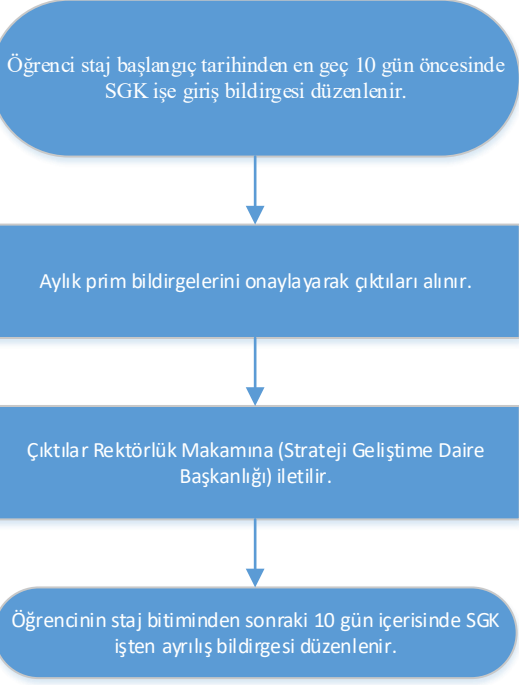 Öğrenci staj başlangıç tarihinden en geç 10 gün öncesinde
SGK işe giriş bildirgesi düzenlenir.
Aylık prim bildirgelerini onaylayarak çıktıları alınır.
Çıktılar Rektörlük Makamına (Strateji Geliştime Daire
Başkanlığı) iletilir.
Öğrencinin staj bitiminden sonraki 10 gün içerisinde SGK
işten ayrılış bildirgesi düzenlenir.